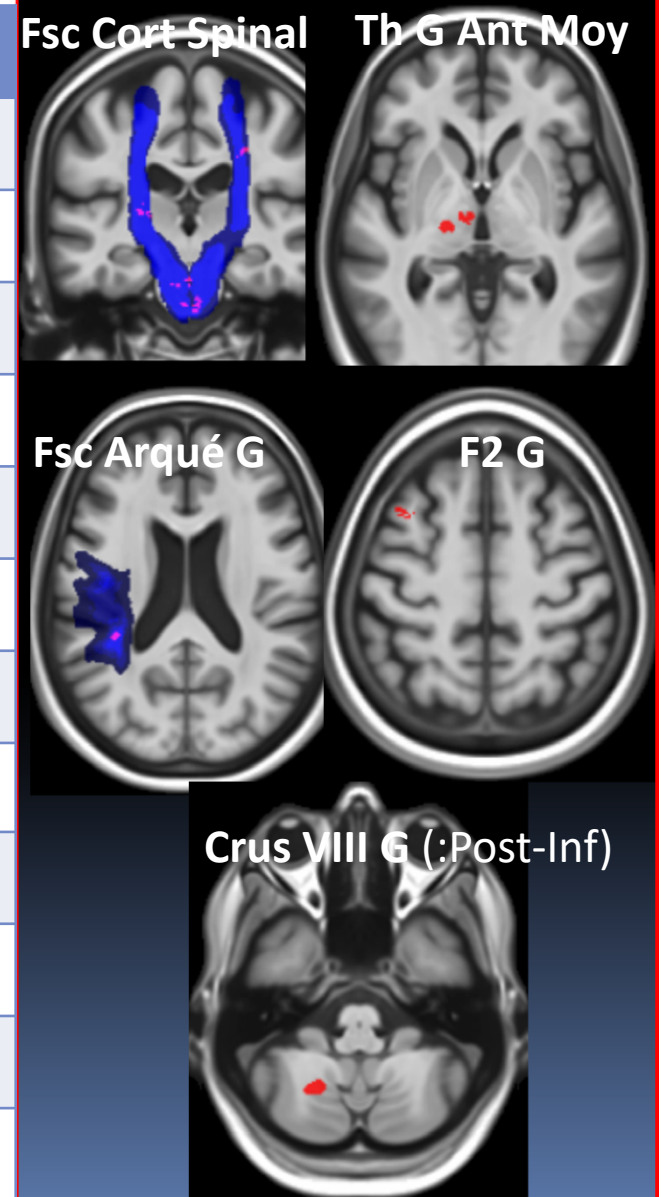 Fsc Cort Spinal
Th G Ant Moy
Fsc Arqué G
F2 G
Crus VIII G (:Post-Inf)